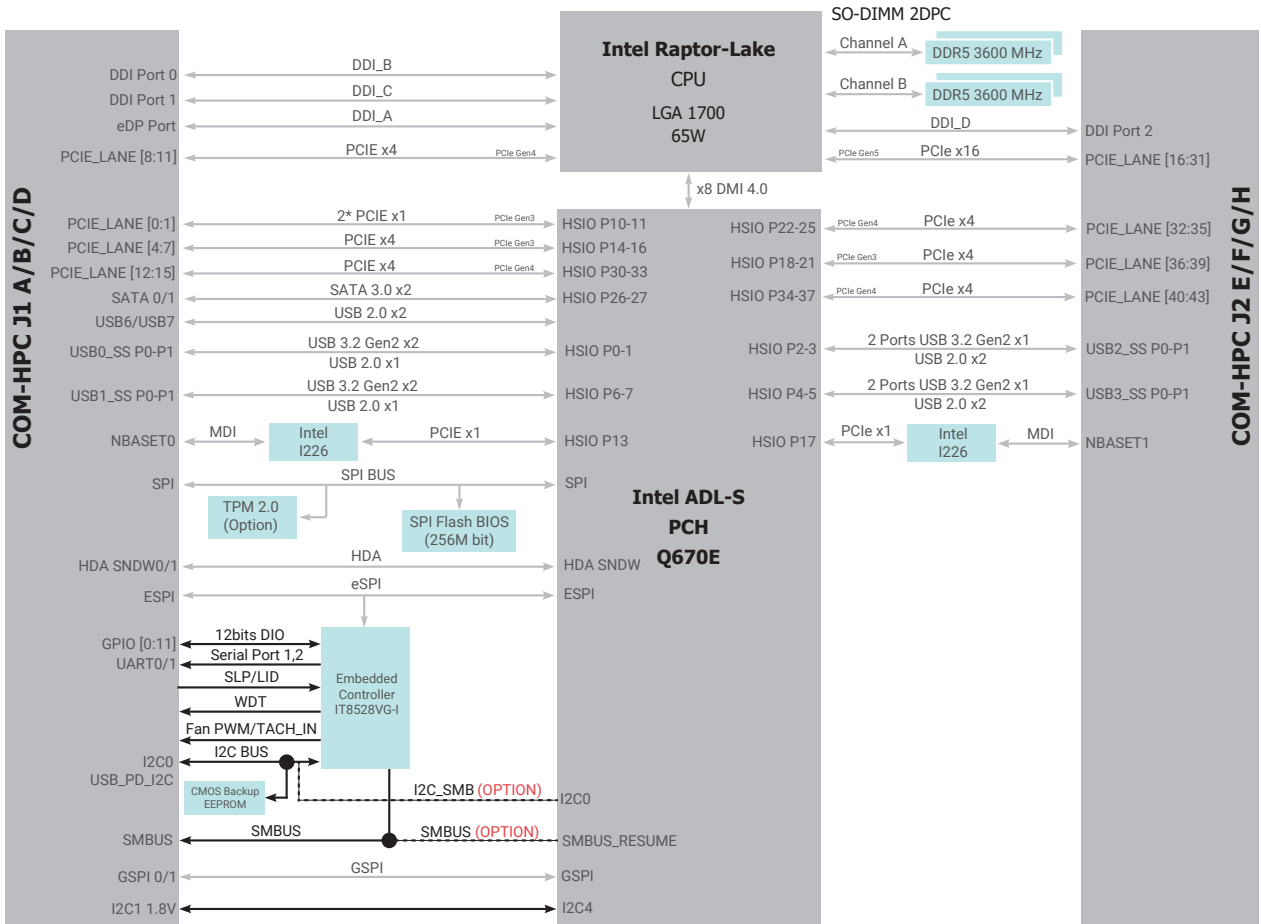 SO-DIMM 2DPC
Intel Raptor-Lake
CPU
LGA 1700
65W
Channel A
DDR5 3600 MHz
Channel B
DDR5 3600 MHz
DDI Port 0
DDI_B
DDI Port 1
DDI_C
eDP Port
DDI_A
DDI_D
DDI Port 2
PCIE_LANE [8:11]
PCIE x4
PCIe Gen4
PCIe Gen5
PCIe x16
PCIE_LANE [16:31]
x8 DMI 4.0
COM-HPC J1 A/B/C/D
COM-HPC J2 E/F/G/H
PCIE_LANE [0:1]
2* PCIE x1
PCIe Gen3
HSIO P10-11
HSIO P22-25
PCIe Gen4
PCIe x4
PCIE_LANE [32:35]
PCIE_LANE [4:7]
PCIE x4
PCIe Gen3
HSIO P14-16
HSIO P18-21
PCIe Gen3
PCIe x4
PCIE_LANE [36:39]
PCIE_LANE [12:15]
PCIE x4
PCIe Gen4
HSIO P30-33
HSIO P34-37
PCIe Gen4
PCIe x4
PCIE_LANE [40:43]
SATA 0/1
SATA 3.0 x2
HSIO P26-27
USB6/USB7
USB 2.0 x2
USB0_SS P0-P1
USB 3.2 Gen2 x2
USB 2.0 x1
HSIO P0-1
HSIO P2-3
2 Ports USB 3.2 Gen2 x1
USB 2.0 x2
USB2_SS P0-P1
USB1_SS P0-P1
USB 3.2 Gen2 x2
USB 2.0 x1
HSIO P6-7
HSIO P4-5
2 Ports USB 3.2 Gen2 x1
USB 2.0 x2
USB3_SS P0-P1
NBASET0
MDI
Intel
I226
PCIE x1
HSIO P13
HSIO P17
PCIe x1
Intel
I226
MDI
NBASET1
SPI
SPI BUS
SPI
TPM 2.0
(Option)
SPI Flash BIOS
(256M bit)
Intel ADL-S
PCH
Q670E
HDA SNDW0/1
HDA
HDA SNDW
ESPI
eSPI
ESPI
GPIO [0:11]
12bits DIO
UART0/1
Serial Port 1,2
SLP/LID
WDT
Fan PWM/TACH_IN
Embedded
Controller
IT8528VG-I
I2C0
I2C BUS
USB_PD_I2C
CMOS Backup
EEPROM
I2C_SMB (OPTION)
I2C0
SMBUS
SMBUS
SMBUS (OPTION)
SMBUS_RESUME
GSPI 0/1
GSPI
GSPI
I2C1 1.8V
I2C4